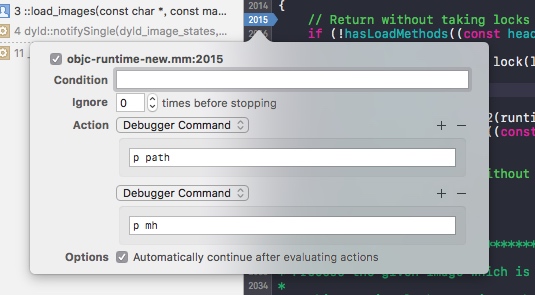 3 ::load_images(const char *, const ma...
4 dyld::notifySingle(dyld_image_states,...
11
2014
{
2015
// Return without taking locks
if (!hasLoadMethods((const head
lock(l
2(runti
((const
ithout
objc-runtime-new.mm:2015
Condition
Ignore 0 times before stopping
Action Debugger Command + −
p path
Debugger Command + −
p mh
Options Automatically continue after evaluating actions
the given image which is
2034 *